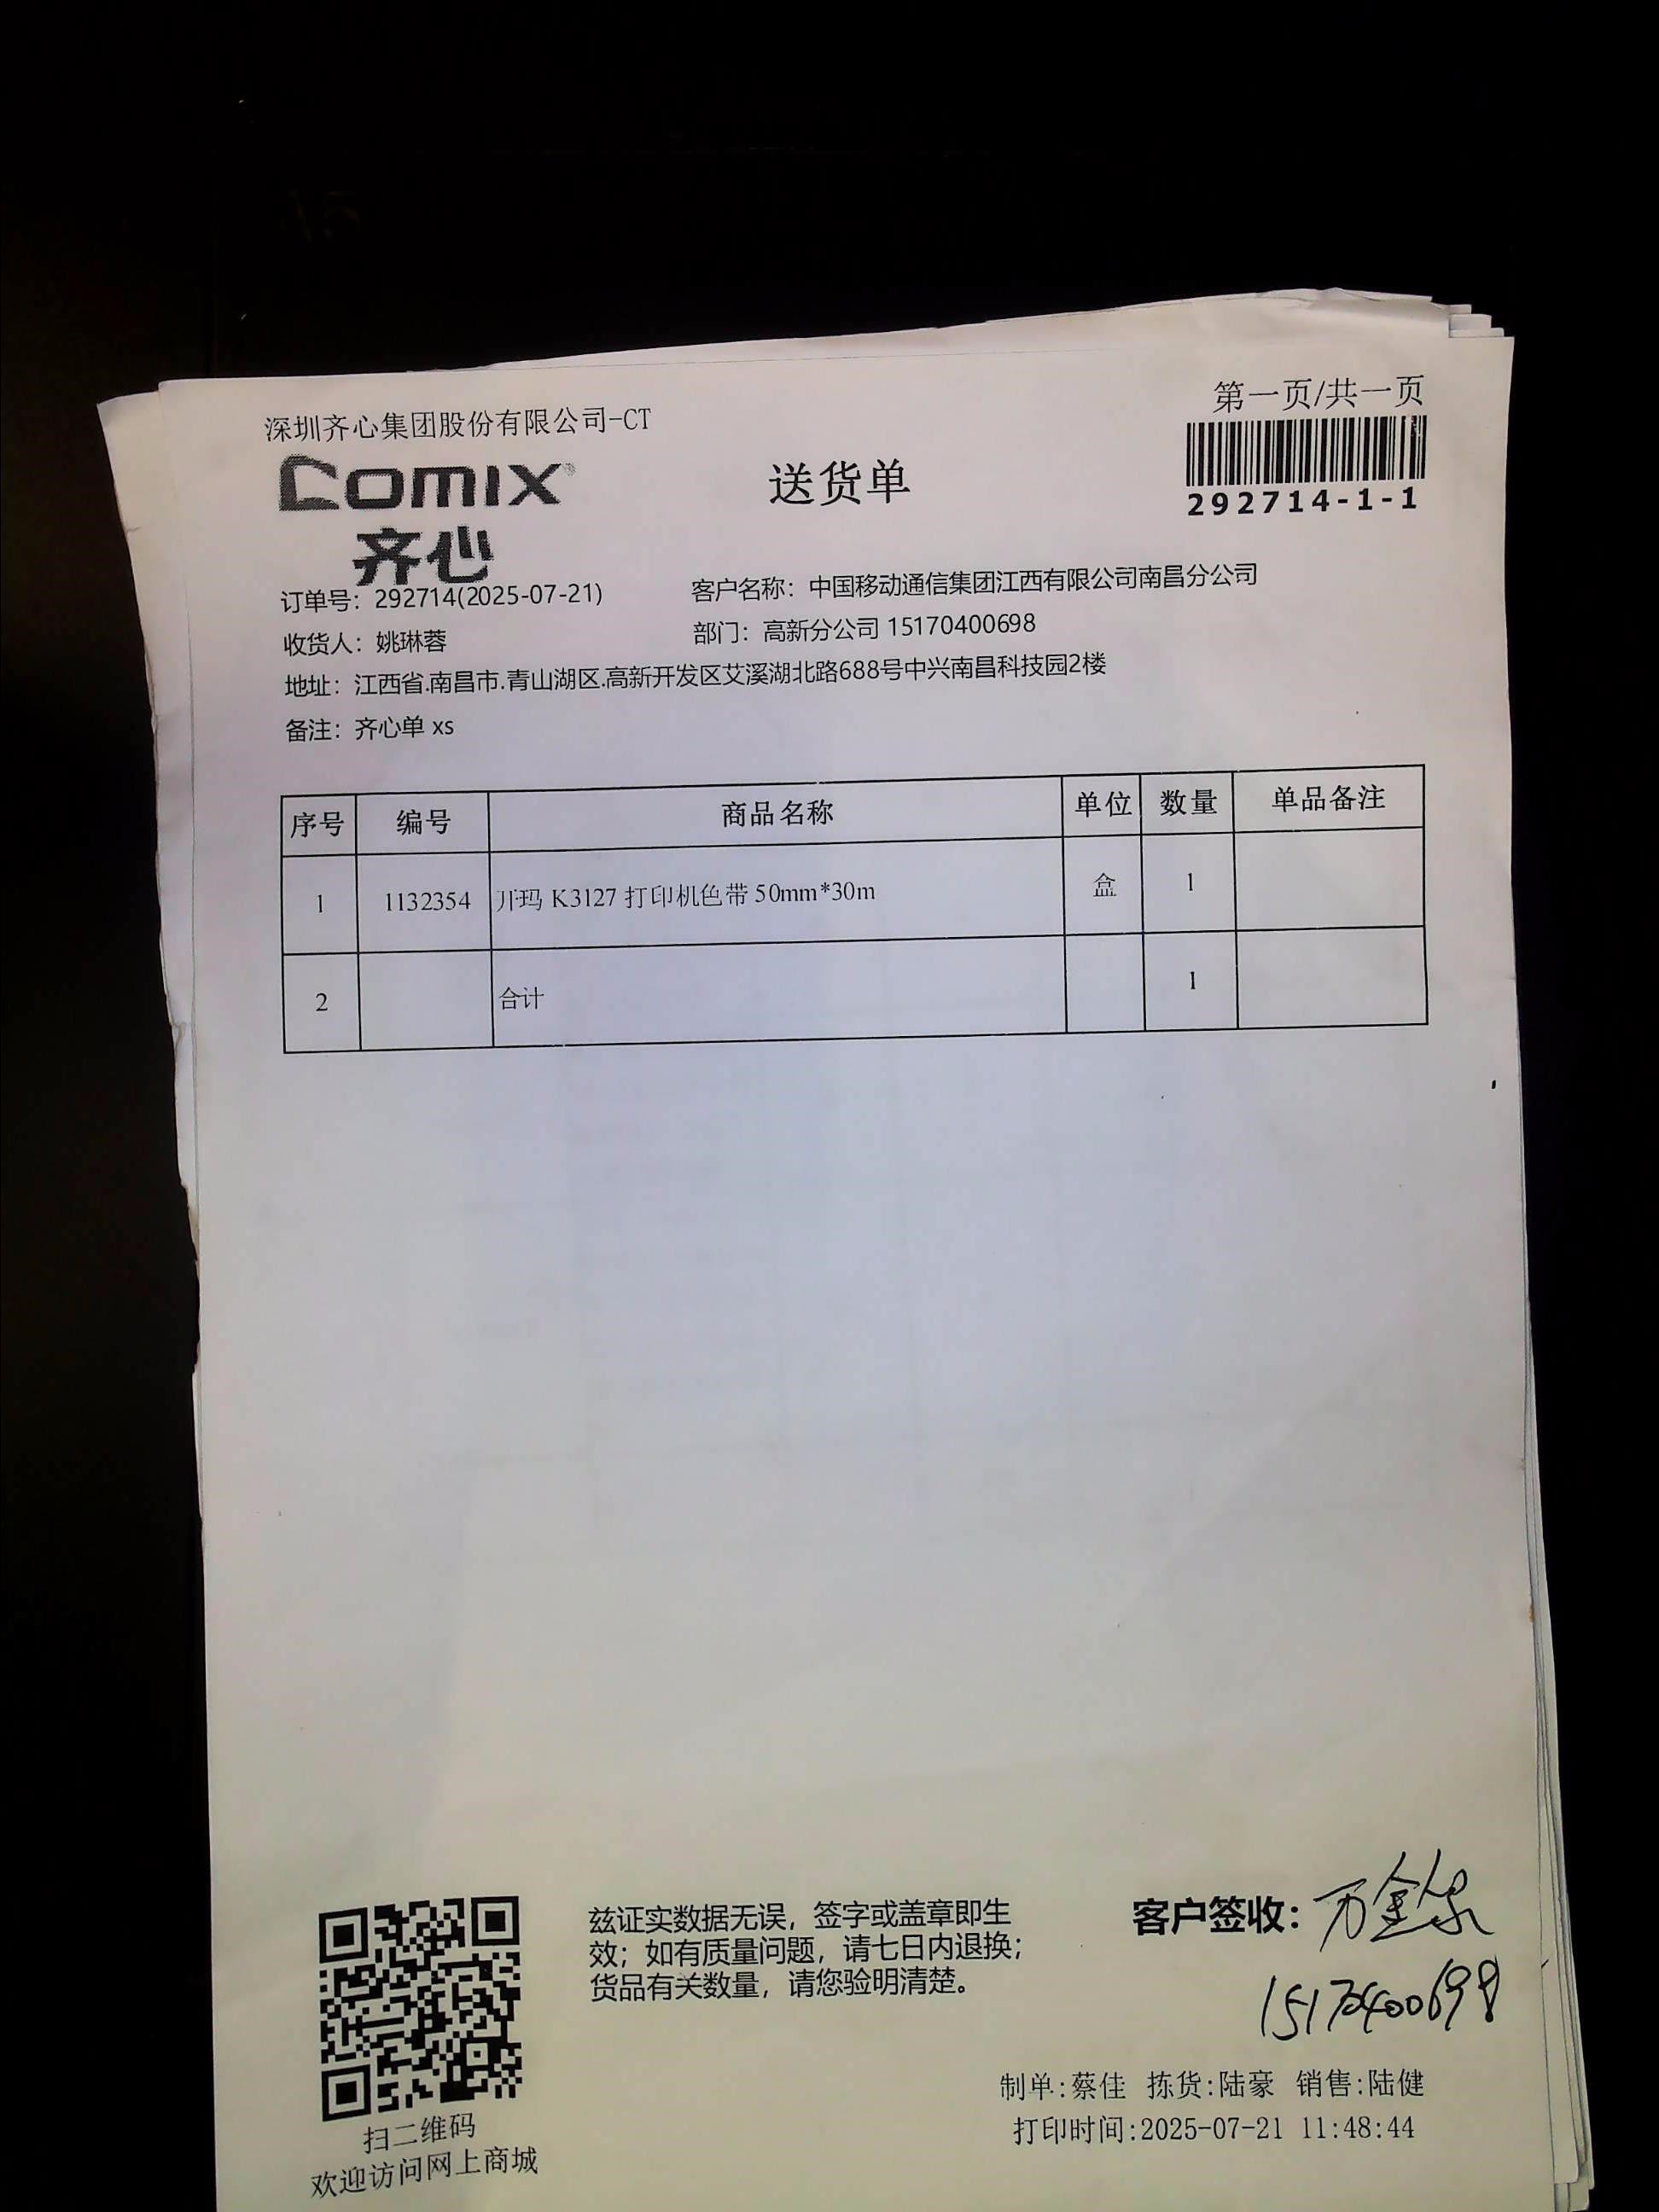 第一页/共一页
深圳齐心集团股份有限公司-CT
comix
齐心
送货单
292714-1-1
订单号：292714(2025-07-21)
客户名称：中国移动通信集团江西有限公司南昌分公司
收货人：姚琳蓉
部门：高新分公司 15170400698
地址：江西省.南昌市.青山湖区.高新开发区艾溪湖北路688号中兴南昌科技园2楼
备注：齐心单 xs
序号 编号 商品名称 单位 数量 单品备注
1 1132354 玬玛 K3127 打印机色带 50mm*30m 盒 1
2 合计 1
兹证实数据无误，签字或盖章即生
效；如有质量问题，请七日内退换；
货品有关数量，请您验明清楚。
客户签收：万金
15170400698
制单:蔡佳 拣货:陆豪 销售:陆健
打印时间:2025-07-21 11:48:44
扫二维码
欢迎访问网上商城